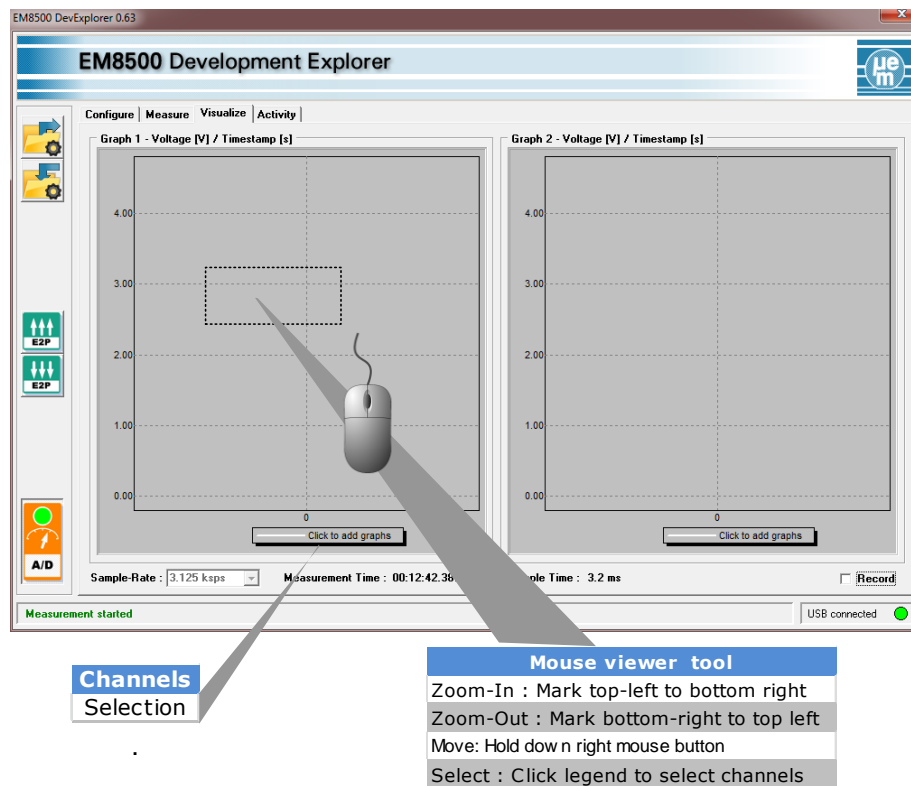 EM8500 DevExplorer 0.63
EM8500 Development Explorer
μem
Configure Measure Visualize Activity
Graph 1 - Voltage [V] / Timestamp [s]
4.00
3.00
2.00
1.00
0.00
0
Click to add graphs
Graph 2 - Voltage [V] / Timestamp [s]
4.00
3.00
2.00
1.00
0.00
0
Click to add graphs
E2P
E2P
A/D
Sample-Rate : 3.125 ksps Measurement Time : 00:12:42.38 Time : 3.2 ms Record
Measurement started USB connected
Channels
Selection
.
Mouse viewer tool
Zoom-In : Mark top-left to bottom right
Zoom-Out : Mark bottom-right to top left
Move: Hold down right mouse button
Select : Click legend to select channels